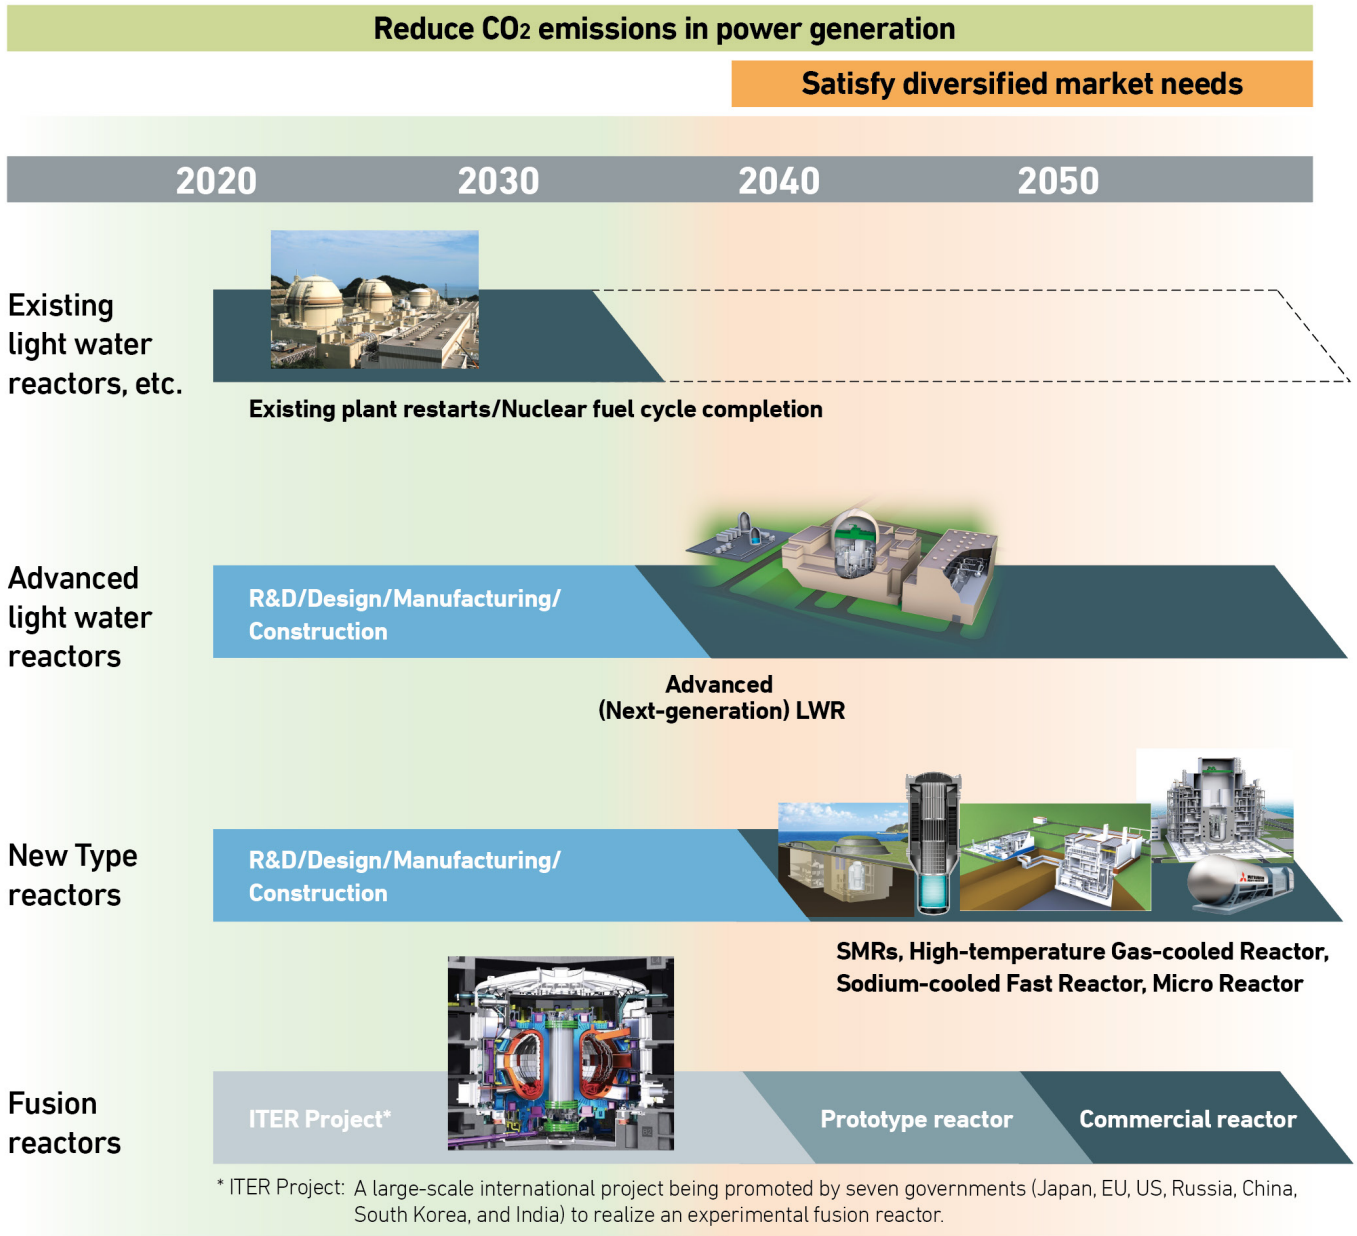 Reduce CO2 emissions in power generation
Satisfy diversified market needs
2020 2030 2040 2050
Existing
light water
reactors, etc.
Existing plant restarts/Nuclear fuel cycle completion
Advanced
light water
reactors
R&D/Design/Manufacturing/
Construction
Advanced
(Next-generation) LWR
New Type
reactors
R&D/Design/Manufacturing/
Construction
SMRs, High-temperature Gas-cooled Reactor,
Sodium-cooled Fast Reactor, Micro Reactor
Fusion
reactors
ITER Project*
Prototype reactor
Commercial reactor
* ITER Project: A large-scale international project being promoted by seven governments (Japan, EU, US, Russia, China,
South Korea, and India) to realize an experimental fusion reactor.